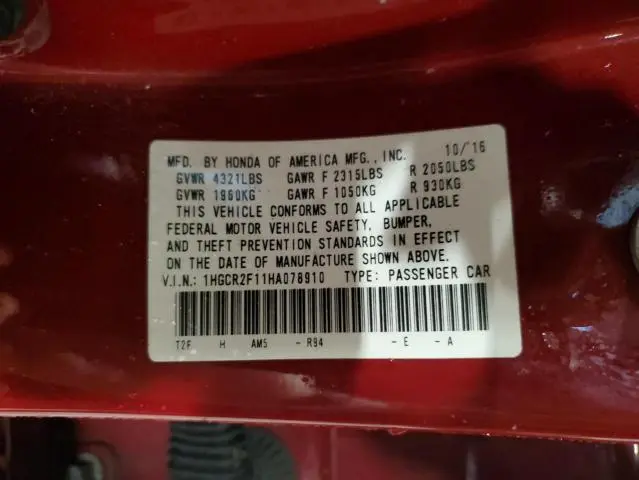 MFD. BY HONDA OF AMERICA MFG., INC. 10/'16
GVWR 4321LBS GAWR F 2315LBS R 2050LBS
GVWR 1960KG GAWR F 1050KG R 930KG
THIS VEHICLE CONFORMS TO ALL APPLICABLE
FEDERAL MOTOR VEHICLE SAFETY, BUMPER,
AND THEFT PREVENTION STANDARDS IN EFFECT
ON THE DATE OF MANUFACTURE SHOWN ABOVE.
V.I.N.: 1HGCR2F11HA078910 TYPE: PASSENGER CAR
T2F H AM5 - R94 - E - A